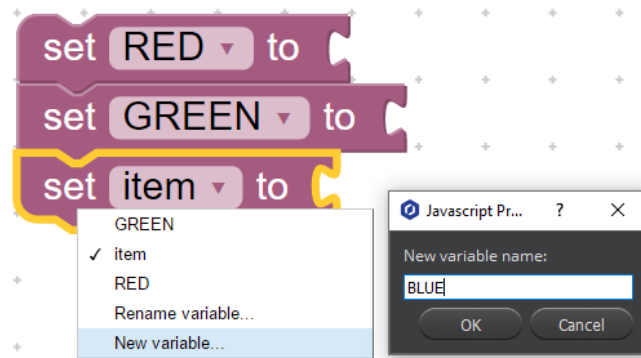 set RED to
set GREEN to
set item to
GREEN
item
RED
Rename variable...
New variable...
Javascript Pr...
New variable name:
BLUE
OK Cancel